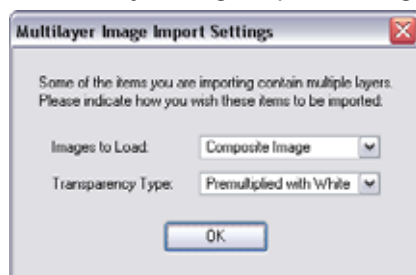 Multilayer Image Import Settings
Some of the items you are importing contain multiple layers.
Please indicate how you wish these items to be imported:
Images to Load: Composite Image
Transparency Type: Premultiplied with White
OK